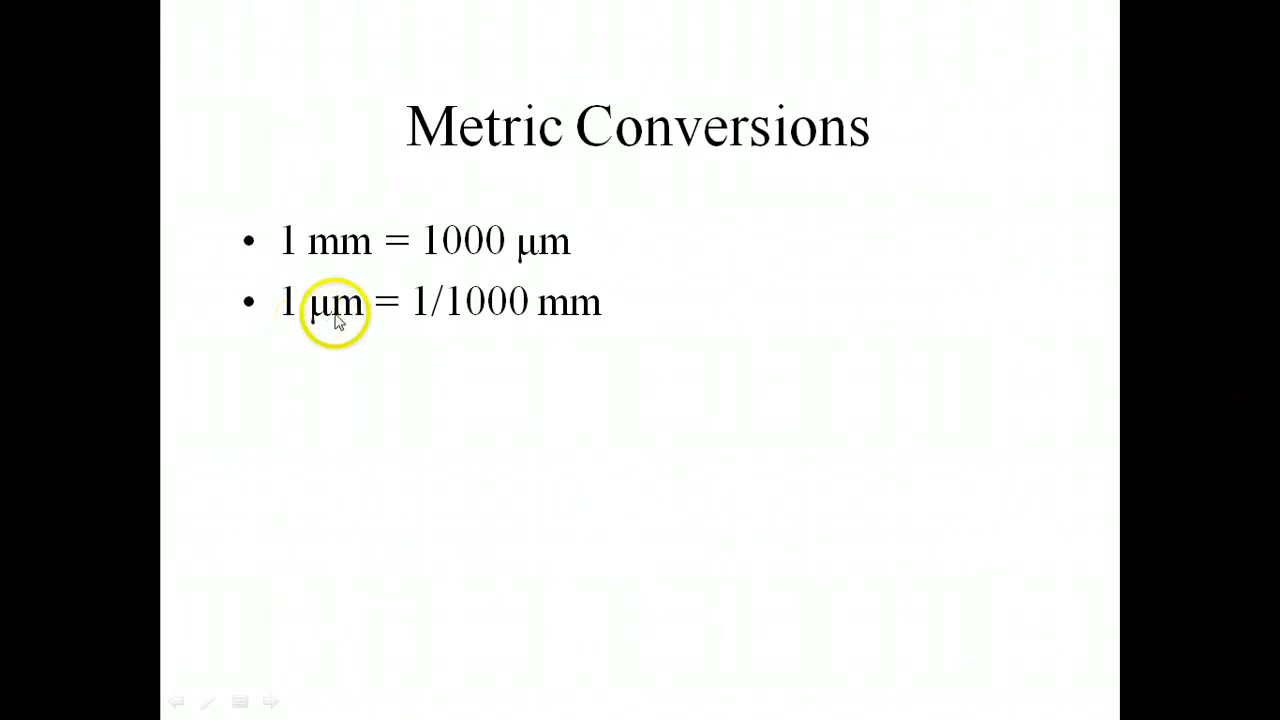 Metric Conversions
• 1 mm = 1000 μm
• 1 μm = 1/1000 mm